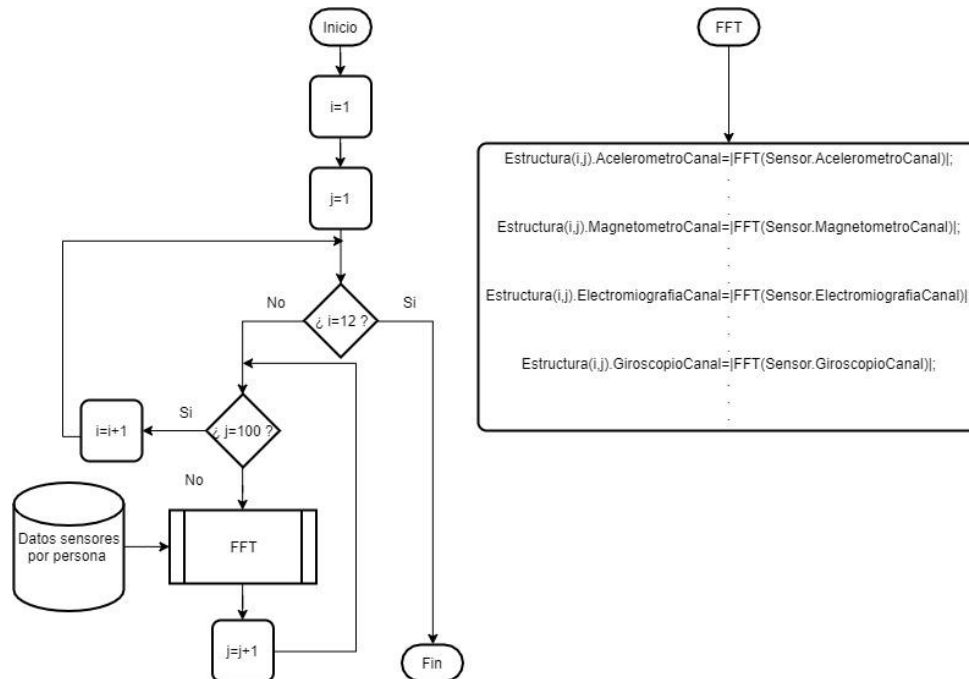 Inicio
i=1
j=1
No
Si
¿ i=12 ?
Si
¿ j=100 ?
i=i+1
No
Datos sensores
por persona
FFT
j=j+1
Fin
FFT
Estructura(i,j).AcelerometroCanal=|FFT(Sensor.AcelerometroCanal)|;
.
.
.
Estructura(i,j).MagnetometroCanal=|FFT(Sensor.MagnetometroCanal)|;
.
.
.
Estructura(i,j).ElectromiografiaCanal=|FFT(Sensor.ElectromiografiaCanal)|
.
.
.
Estructura(i,j).GiroscopioCanal=|FFT(Sensor.GiroscopioCanal)|;
.
.
.